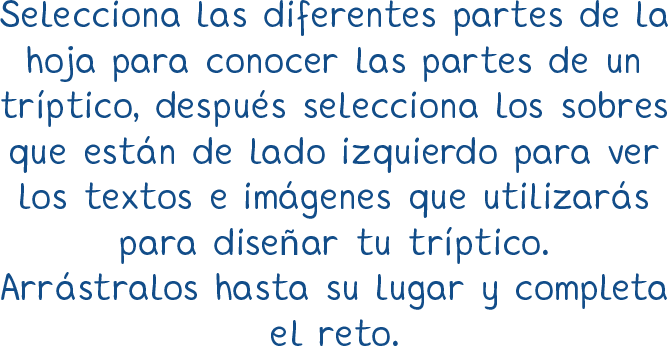 Selecciona las diferentes partes de la
hoja para conocer las partes de un
tríptico, después selecciona los sobres
que están de lado izquierdo para ver
los textos e imágenes que utilizarás
para diseñar tu tríptico.
Arrástralos hasta su lugar y completa
el reto.